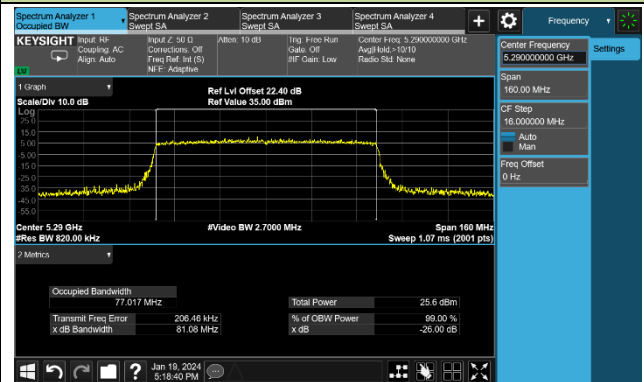 Spectrum Analyzer 1
Occupied BW
Spectrum Analyzer 2
Swept SA
Spectrum Analyzer 3
Swept SA
Spectrum Analyzer 4
Swept SA
+
Frequency
KEYSIGHT
Input: RF
Coupling: AC
Align: Auto
Input Z: 50 Ω
Corrections: Off
Freq Ref: Int (S)
NFE: Adaptive
Atten: 10 dB
Trig: Free Run
Gate: Off
#IF Gain: Low
Center Freq: 5.290000000 GHz
Avg|Hold:>10/10
Radio Std: None
Center Frequency
5.290000000 GHz
Settings
Span
160.00 MHz
CF Step
16.000000 MHz
Auto
Man
Freq Offset
0 Hz
1 Graph
Scale/Div 10.0 dB
Ref Lvl Offset 22.40 dB
Ref Value 35.00 dBm
Log
25.0
15.0
5.00
-5.00
-15.0
-25.0
-35.0
-45.0
-55.0
Center 5.29 GHz
#Res BW 820.00 kHz
#Video BW 2.7000 MHz
Span 160 MHz
Sweep 1.07 ms (2001 pts)
2 Metrics
Occupied Bandwidth
77.017 MHz
Total Power 25.6 dBm
Transmit Freq Error 206.46 kHz
% of OBW Power 99.00 %
x dB Bandwidth 81.08 MHz
x dB -26.00 dB
?
Jan 19, 2024
5:18:40 PM